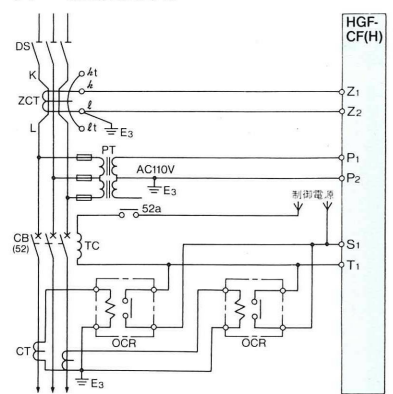 HGF-
CF(H)
DS
K
kt
k
Z1
ZCT
l
Z2
L
lt
E3
PT
P1
AC110V
P2
E3
制御電源
52a
CB
(52)
TC
S1
T1
OCR
OCR
CT
E3